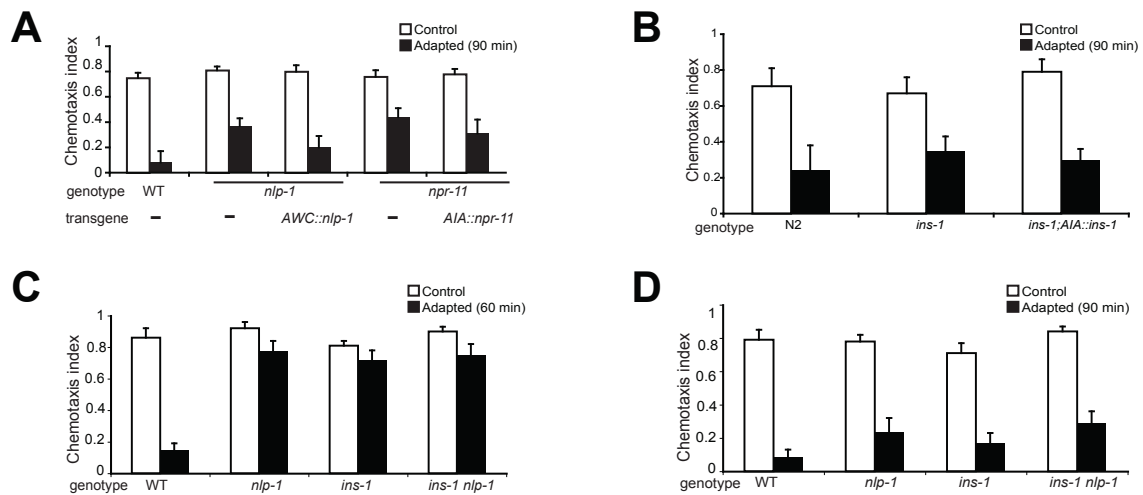 A
Control
Adapted (90 min)
Chemotaxis index
1
0.8
0.6
0.4
0.2
0
genotype WT nlp-1 npr-11
transgene – – AWC::nlp-1 – AIA::npr-11
B
Control
Adapted (90 min)
Chemotaxis index
1
0.8
0.6
0.4
0.2
0
genotype N2 ins-1 ins-1;AIA::ins-1
C
Control
Adapted (60 min)
Chemotaxis index
1
0.8
0.6
0.4
0.2
0
genotype WT nlp-1 ins-1 ins-1 nlp-1
D
Control
Adapted (90 min)
Chemotaxis index
1
0.8
0.6
0.4
0.2
0
genotype WT nlp-1 ins-1 ins-1 nlp-1